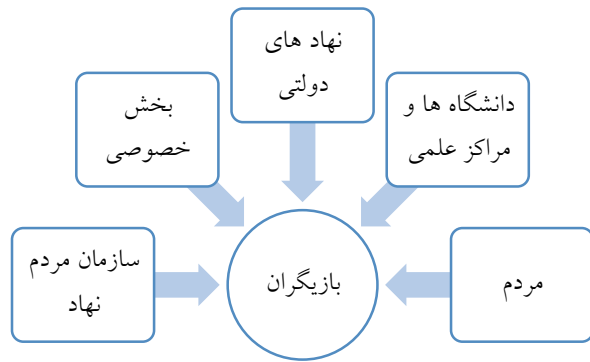 نهاد های
دولتی
دانشگاه ها و
مراکز علمی
بخش
خصوصی
مردم
بازیگران
سازمان مردم
نهاد